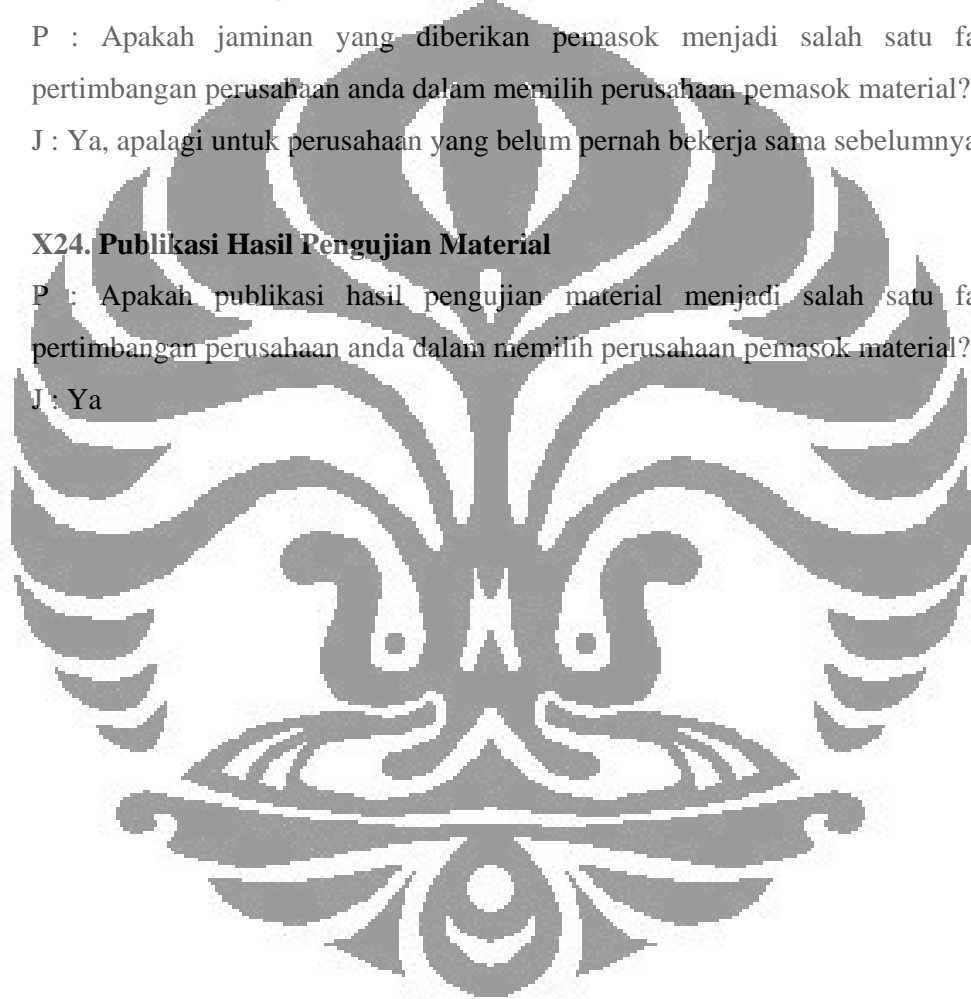 P : Apakah jaminan yang diberikan pemasok menjadi salah satu fa
pertimbangan perusahaan anda dalam memilih perusahaan pemasok material?
J : Ya, apalagi untuk perusahaan yang belum pernah bekerja sama sebelumnya
X24. Publikasi Hasil Pengujian Material
P : Apakah publikasi hasil pengujian material menjadi salah satu fa
pertimbangan perusahaan anda dalam memilih perusahaan pemasok material?
J : Ya